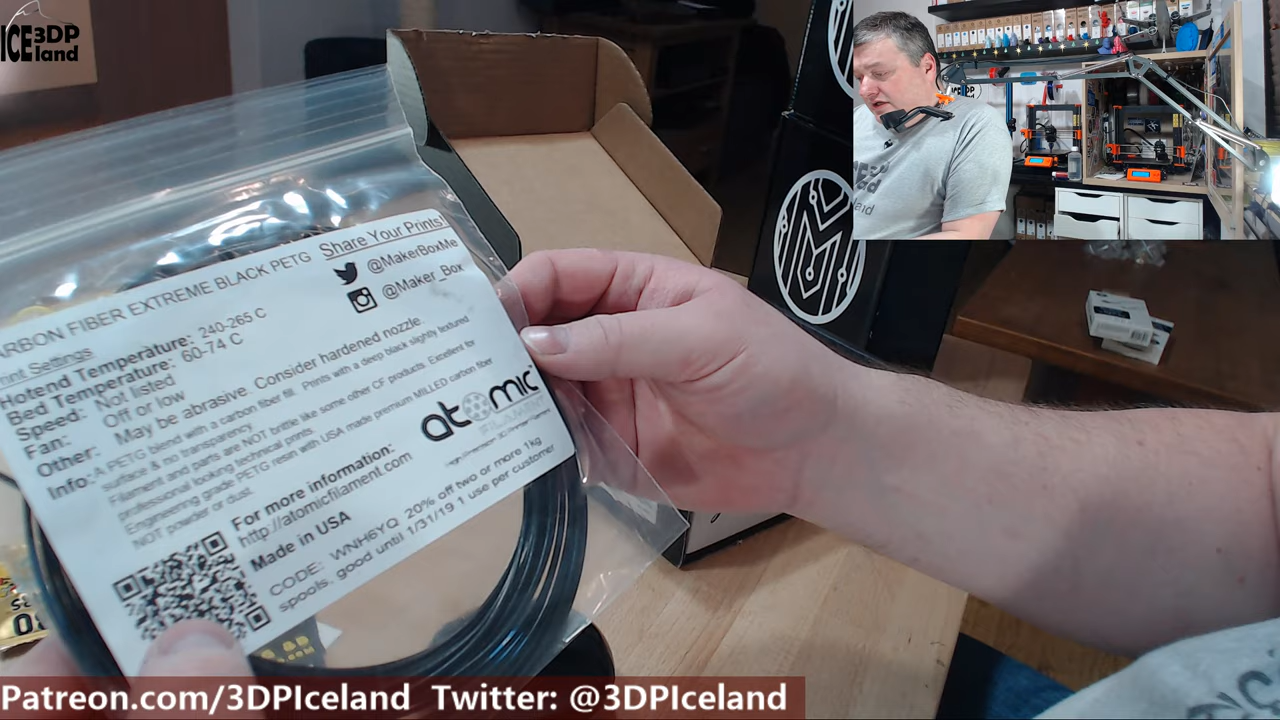 ICE 3DP
land
ARBON FIBER EXTREME BLACK PETG
Share Your Prints
@MakerBoxMe
@Maker_Box
int Settings
Hotend Temperature: 240-265 C
Bed Temperature: 60-74 C
Speed: Not listed
Fan: Off or low
Other: May be abrasive. Consider hardened nozzle.
Info: A PETG blend with a carbon fiber fill. Prints with a deep black slightly textured
surface & no transparency.
Filament and parts are NOT brittle like some other CF products. Excellent for
professional looking technical prints.
Engineering grade PETG resin with USA made premium MILLED carbon fiber
NOT powder or dust.
atomic
FILAMENT
For more information:
http://atomicfilament.com
Made in USA
CODE: WNH6YQ 20% off two or more 1kg
spools. good until 1/31/19 1 use per customer
Patreon.com/3DPIceland Twitter: @3DPIceland